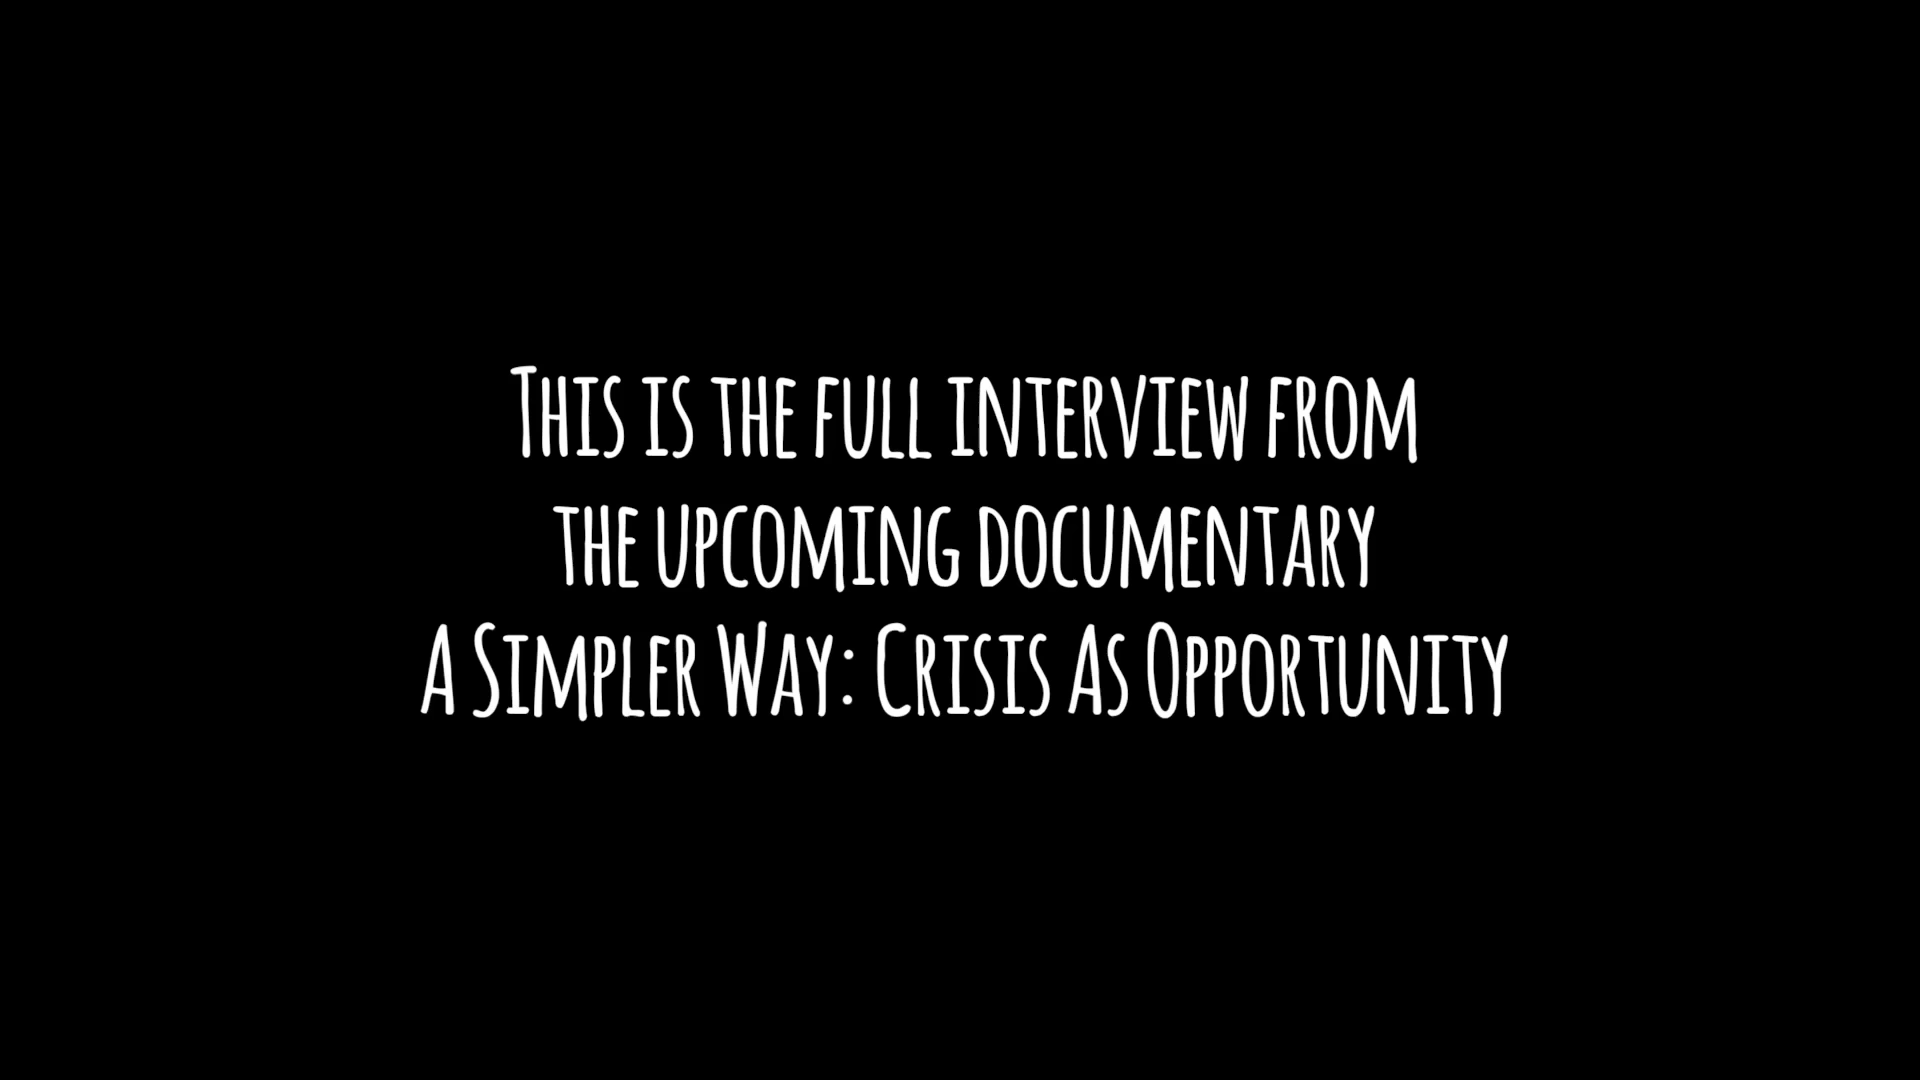 This is the full interview from
the upcoming documentary
A Simpler Way: Crisis As Opportunity